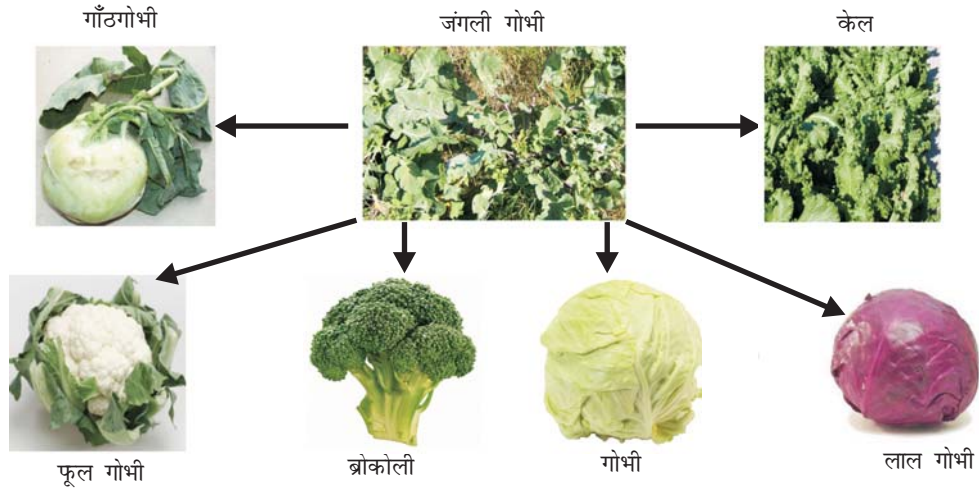 गाँठगोभी
जंगली गोभी
केल
फूल गोभी
ब्रोकोली
गोभी
लाल गोभी